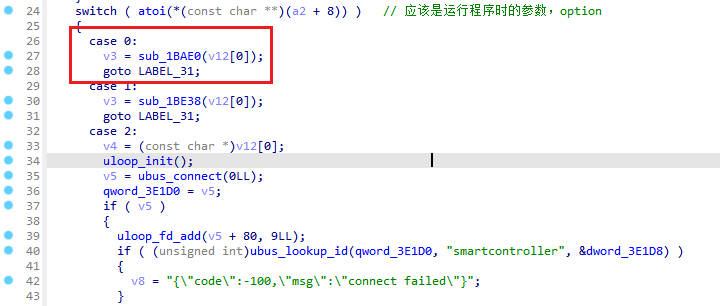 24 switch ( atoi(*(const char **)(a2 + 8)) ) // 应该是运行程序时的参数，option
25 {
26 case 0:
27 v3 = sub_1BAE0(v12[0]);
28 goto LABEL_31;
29 case 1:
30 v3 = sub_1BE38(v12[0]);
31 goto LABEL_31;
32 case 2:
33 v4 = (const char *)v12[0];
34 uloop_init();
35 v5 = ubus_connect(0LL);
36 qword_3E1D0 = v5;
37 if ( v5 )
38 {
39 uloop_fd_add(v5 + 80, 9LL);
40 if ( (unsigned int)ubus_lookup_id(qword_3E1D0, "smartcontroller", &dword_3E1D8) )
41 {
42 v8 = "{\"code\":-100,\"msg\":\"connect failed\"}";
43 }